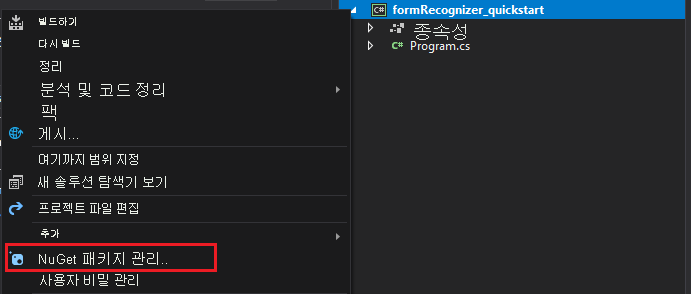 빌드하기
다시 빌드
정리
분석 및 코드 정리
팩
게시...
여기까지 범위 지정
새 솔루션 탐색기 보기
프로젝트 파일 편집
추가
NuGet 패키지 관리..
사용자 비밀 관리
C# formRecognizer_quickstart
종속성
C# Program.cs